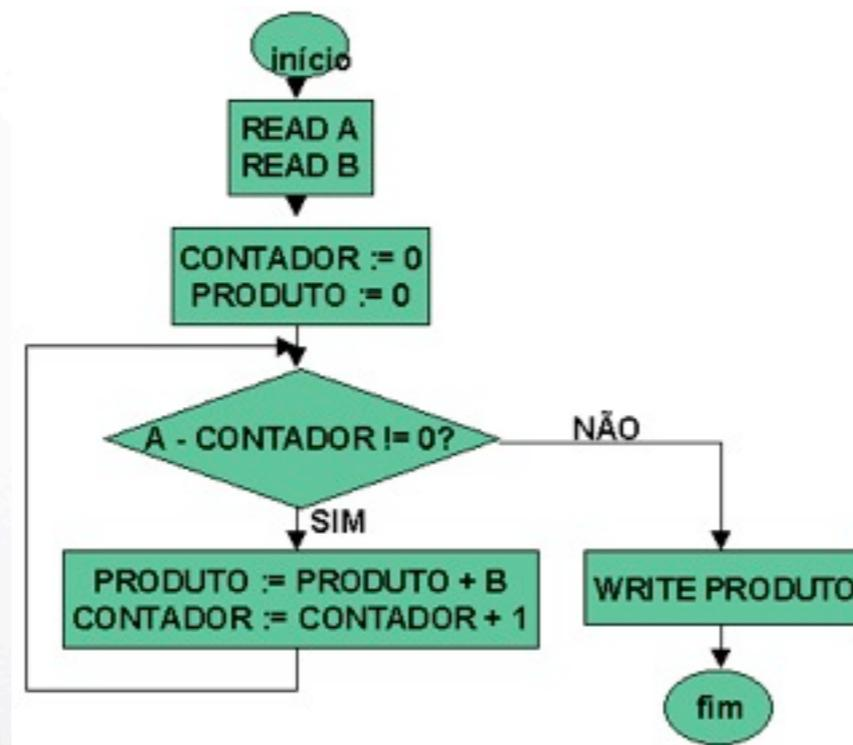 início
READ A
READ B
CONTADOR := 0
PRODUTO := 0
A - CONTADOR != 0?
NÃO
SIM
PRODUTO := PRODUTO + B
CONTADOR := CONTADOR + 1
WRITE PRODUTO
fim